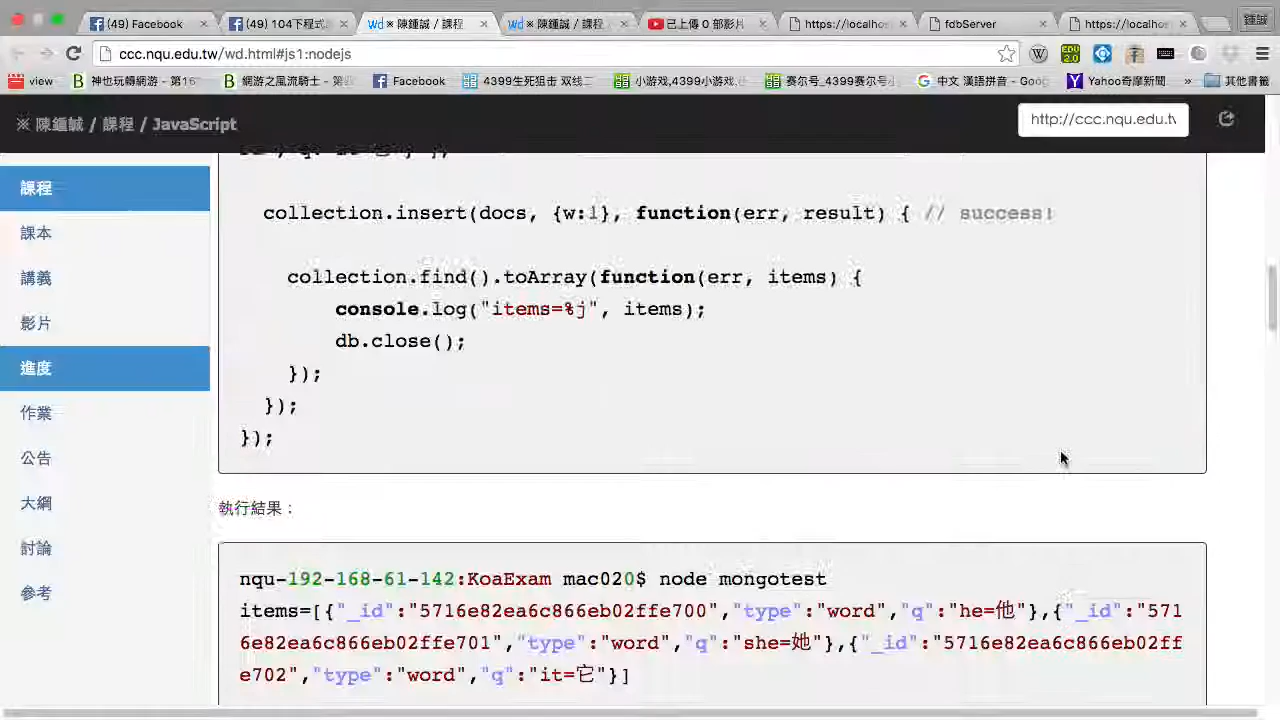 (49) Facebook
(49) 104下程式
Wd ※ 陳鍾誠 / 課程
Wd ※ 陳鍾誠 / 課程
已上傳 0 部影片
https://localhos
fdbServer
https://localhos
鍾誠
ccc.nqu.edu.tw/wd.html#js1:nodejs
view
神也玩轉網游 - 第16
網游之風流騎士 - 第
Facebook
4399生死狙击 双线二
小游戏,4399小游戏,
赛尔号_4399赛尔号
中文 漢語拼音 - Goo
Yahoo奇摩新聞
»
其他書籤
※ 陳鍾誠 / 課程 / JavaScript
http://ccc.nqu.edu.tv
課程
課本
講義
影片
進度
作業
公告
大綱
討論
參考
collection.insert(docs, {w:1}, function(err, result) { // success!
collection.find().toArray(function(err, items) {
console.log("items=%j", items);
db.close();
});
});
});
執行結果：
nqu-192-168-61-142:KoaExam mac020$ node mongotest
items=[{"_id":"5716e82ea6c866eb02ffe700","type":"word","q":"he=他"},{"_id":"571
6e82ea6c866eb02ffe701","type":"word","q":"she=她"},{"_id":"5716e82ea6c866eb02ff
e702","type":"word","q":"it=它"}]